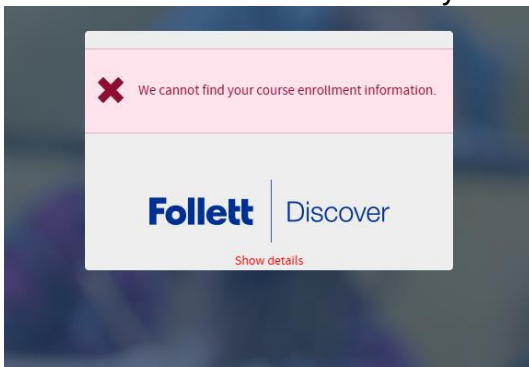 We cannot find your course enrollment information.
Follett Discover
Show details